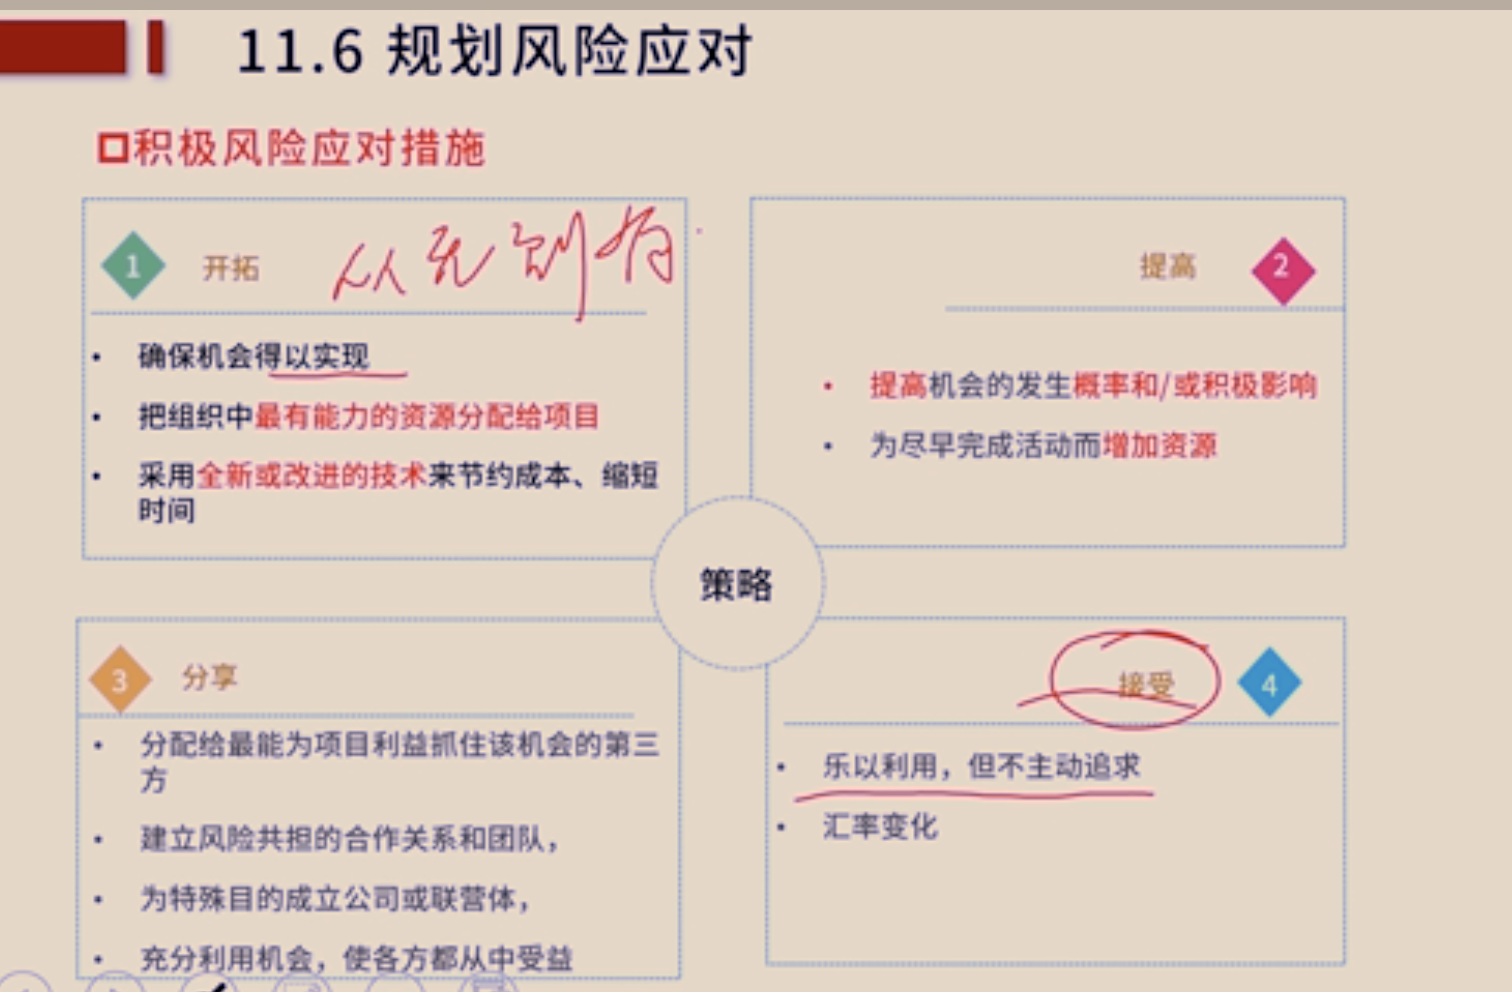 11.6 规划风险应对
积极风险应对措施
1 开拓 从无到有
• 确保机会得以实现
• 把组织中最有能力的资源分配给项目
• 采用全新或改进的技术来节约成本、缩短
时间
提高 2
• 提高机会的发生概率和/或积极影响
• 为尽早完成活动而增加资源
策略
3 分享
• 分配给最能为项目利益抓住该机会的第三
方
• 建立风险共担的合作关系和团队，
• 为特殊目的成立公司或联营体，
• 充分利用机会，使各方都从中受益
接受 4
• 乐以利用，但不主动追求
• 汇率变化